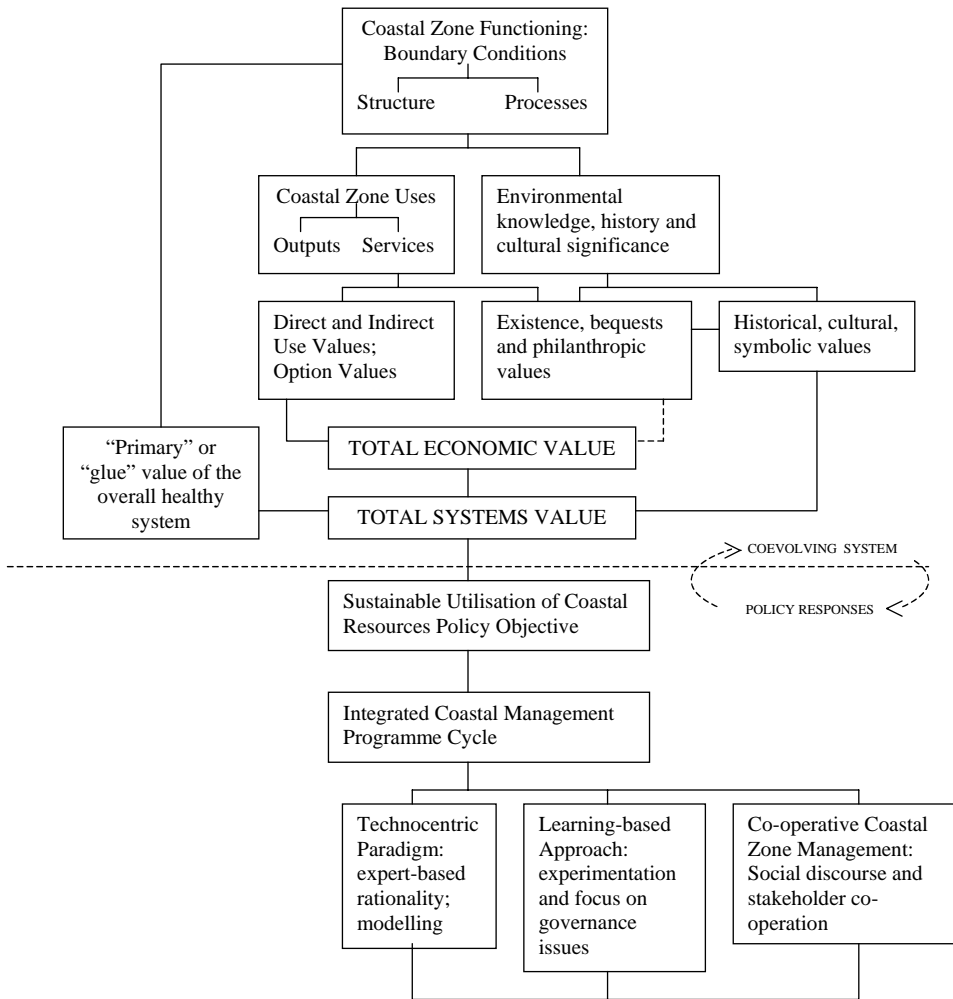 Coastal Zone Functioning:
Boundary Conditions
Structure Processes
Coastal Zone Uses
Outputs Services
Environmental
knowledge, history and
cultural significance
Direct and Indirect
Use Values;
Option Values
Existence, bequests
and philanthropic
values
Historical, cultural,
symbolic values
“Primary” or
“glue” value of the
overall healthy
system
TOTAL ECONOMIC VALUE
TOTAL SYSTEMS VALUE
COEVOLVING SYSTEM
POLICY RESPONSES
Sustainable Utilisation of Coastal
Resources Policy Objective
Integrated Coastal Management
Programme Cycle
Technocentric
Paradigm:
expert-based
rationality;
modelling
Learning-based
Approach:
experimentation
and focus on
governance
issues
Co-operative Coastal
Zone Management:
Social discourse and
stakeholder co-
operation